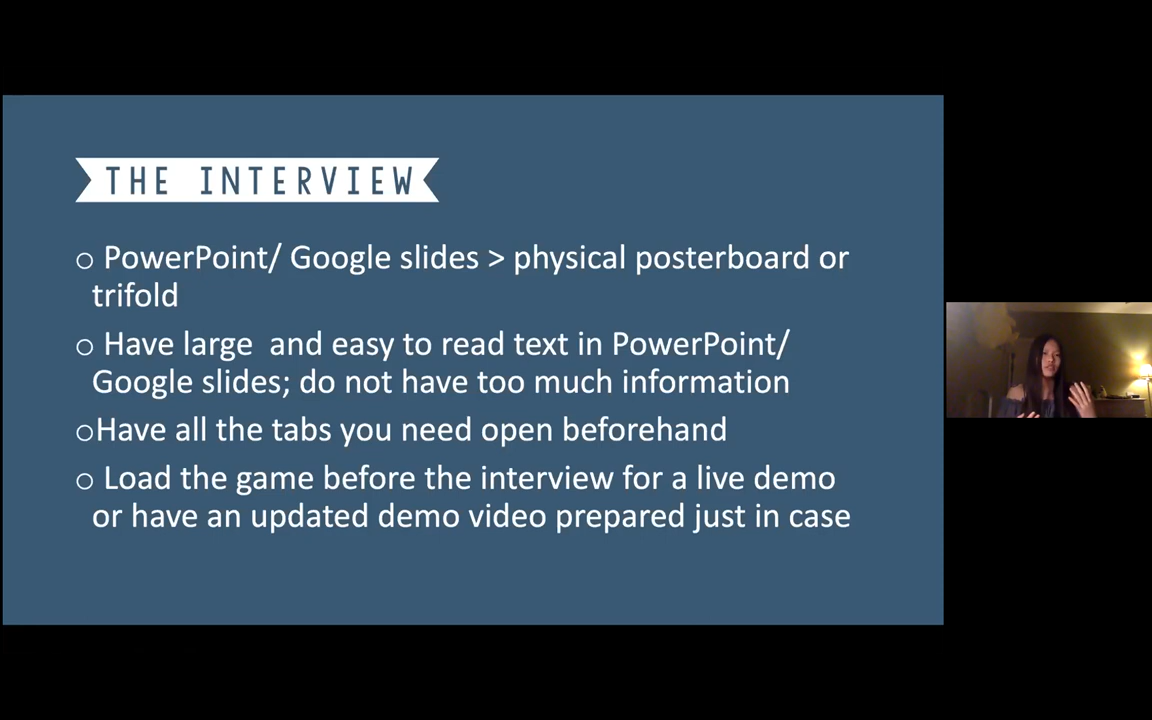 THE INTERVIEW
○ PowerPoint/ Google slides > physical posterboard or
trifold
○ Have large  and easy to read text in PowerPoint/
Google slides; do not have too much information
○Have all the tabs you need open beforehand
○ Load the game before the interview for a live demo
or have an updated demo video prepared just in case